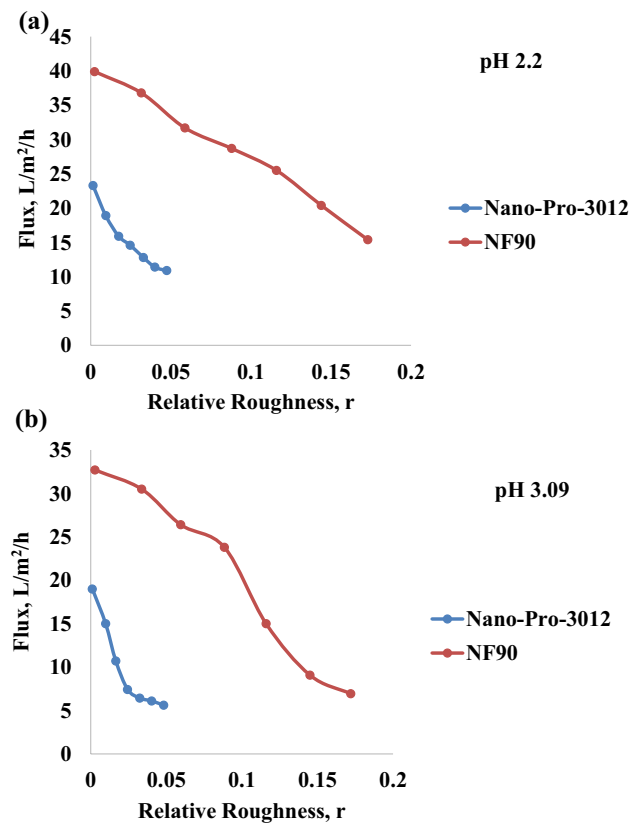 (a)
pH 2.2
Flux, L/m²/h
45
40
35
30
25
20
15
10
5
0
0 0.05 0.1 0.15 0.2
Relative Roughness, r
Nano-Pro-3012
NF90
(b)
pH 3.09
Flux, L/m²/h
35
30
25
20
15
10
5
0
0 0.05 0.1 0.15 0.2
Relative Roughness, r
Nano-Pro-3012
NF90